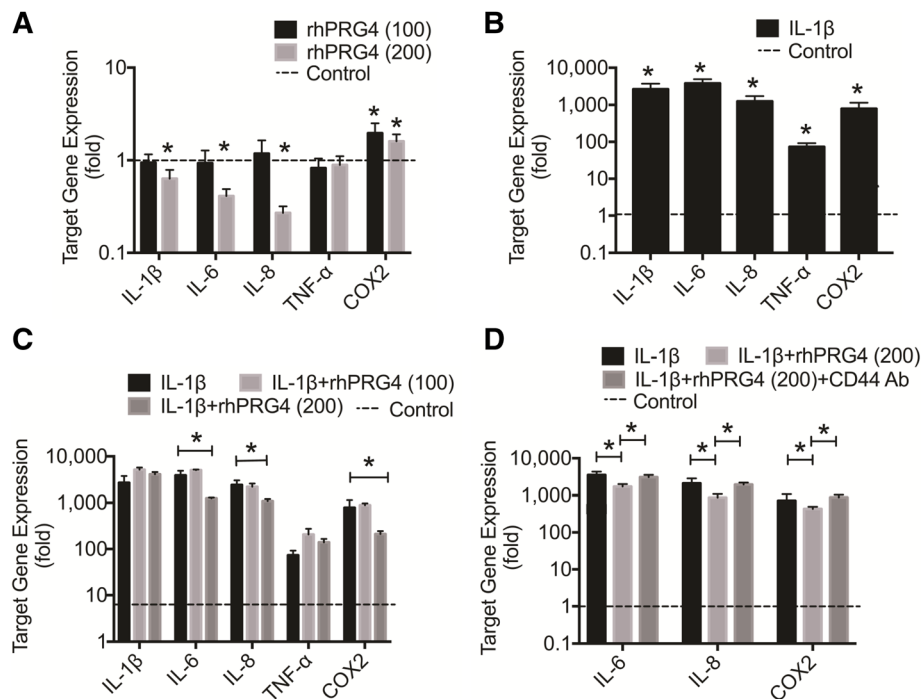 A
rhPRG4 (100)
rhPRG4 (200)
Control
Target Gene Expression
(fold)
10
1
0.1
*
*
*
*
*
IL-1β
IL-6
IL-8
TNF-α
COX2
B
IL-1β
Control
Target Gene Expression
(fold)
10,000
1,000
100
10
1
0.1
*
*
*
*
*
IL-1β
IL-6
IL-8
TNF-α
COX2
C
IL-1β IL-1β+rhPRG4 (100)
IL-1β+rhPRG4 (200) Control
Target Gene Expression
(fold)
10,000
1,000
100
10
1
*
*
*
IL-1β
IL-6
IL-8
TNF-α
COX2
D
IL-1β IL-1β+rhPRG4 (200)
IL-1β+rhPRG4 (200)+CD44 Ab
Control
Target Gene Expression
(fold)
10,000
1,000
100
10
1
0.1
* *
* *
* *
IL-6
IL-8
COX2